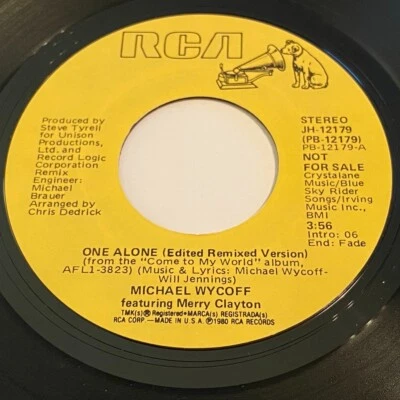 RCA
Produced by
Steve Tyrell
for Unison
Productions,
Ltd. and
Record Logic
Corporation
Remix
Engineer:
Michael
Brauer
Arranged by
Chris Dedrick
STEREO
JH-12179
(PB-12179)
PB-12179-A
NOT
FOR SALE
Crystalane
Music/Blue
Sky Rider
Songs/Irving
Music Inc.,
BMI
3:56
Intro: 06
End: Fade
ONE ALONE (Edited Remixed Version)
(from the "Come to My World" album,
AFL1-3823) (Music & Lyrics: Michael Wycoff-
Will Jennings)
MICHAEL WYCOFF
featuring Merry Clayton
TMK(s) ® Registered • MARCA(s) REGISTRADA(s)
RCA CORP — MADE IN U.S.A. ℗ 1980 RCA RECORDS